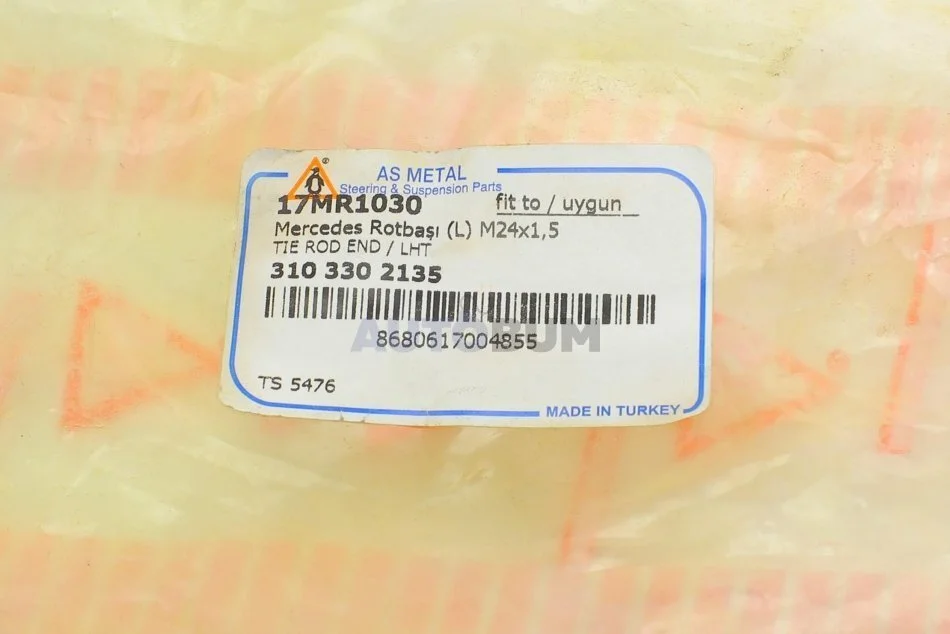 AS METAL
Steering & Suspension Parts
17MR1030 fit to / uygun
Mercedes Rotbaşı (L) M24x1,5
TIE ROD END / LHT
310 330 2135
AUTOBUM
8680617004855
TS 5476
MADE IN TURKEY